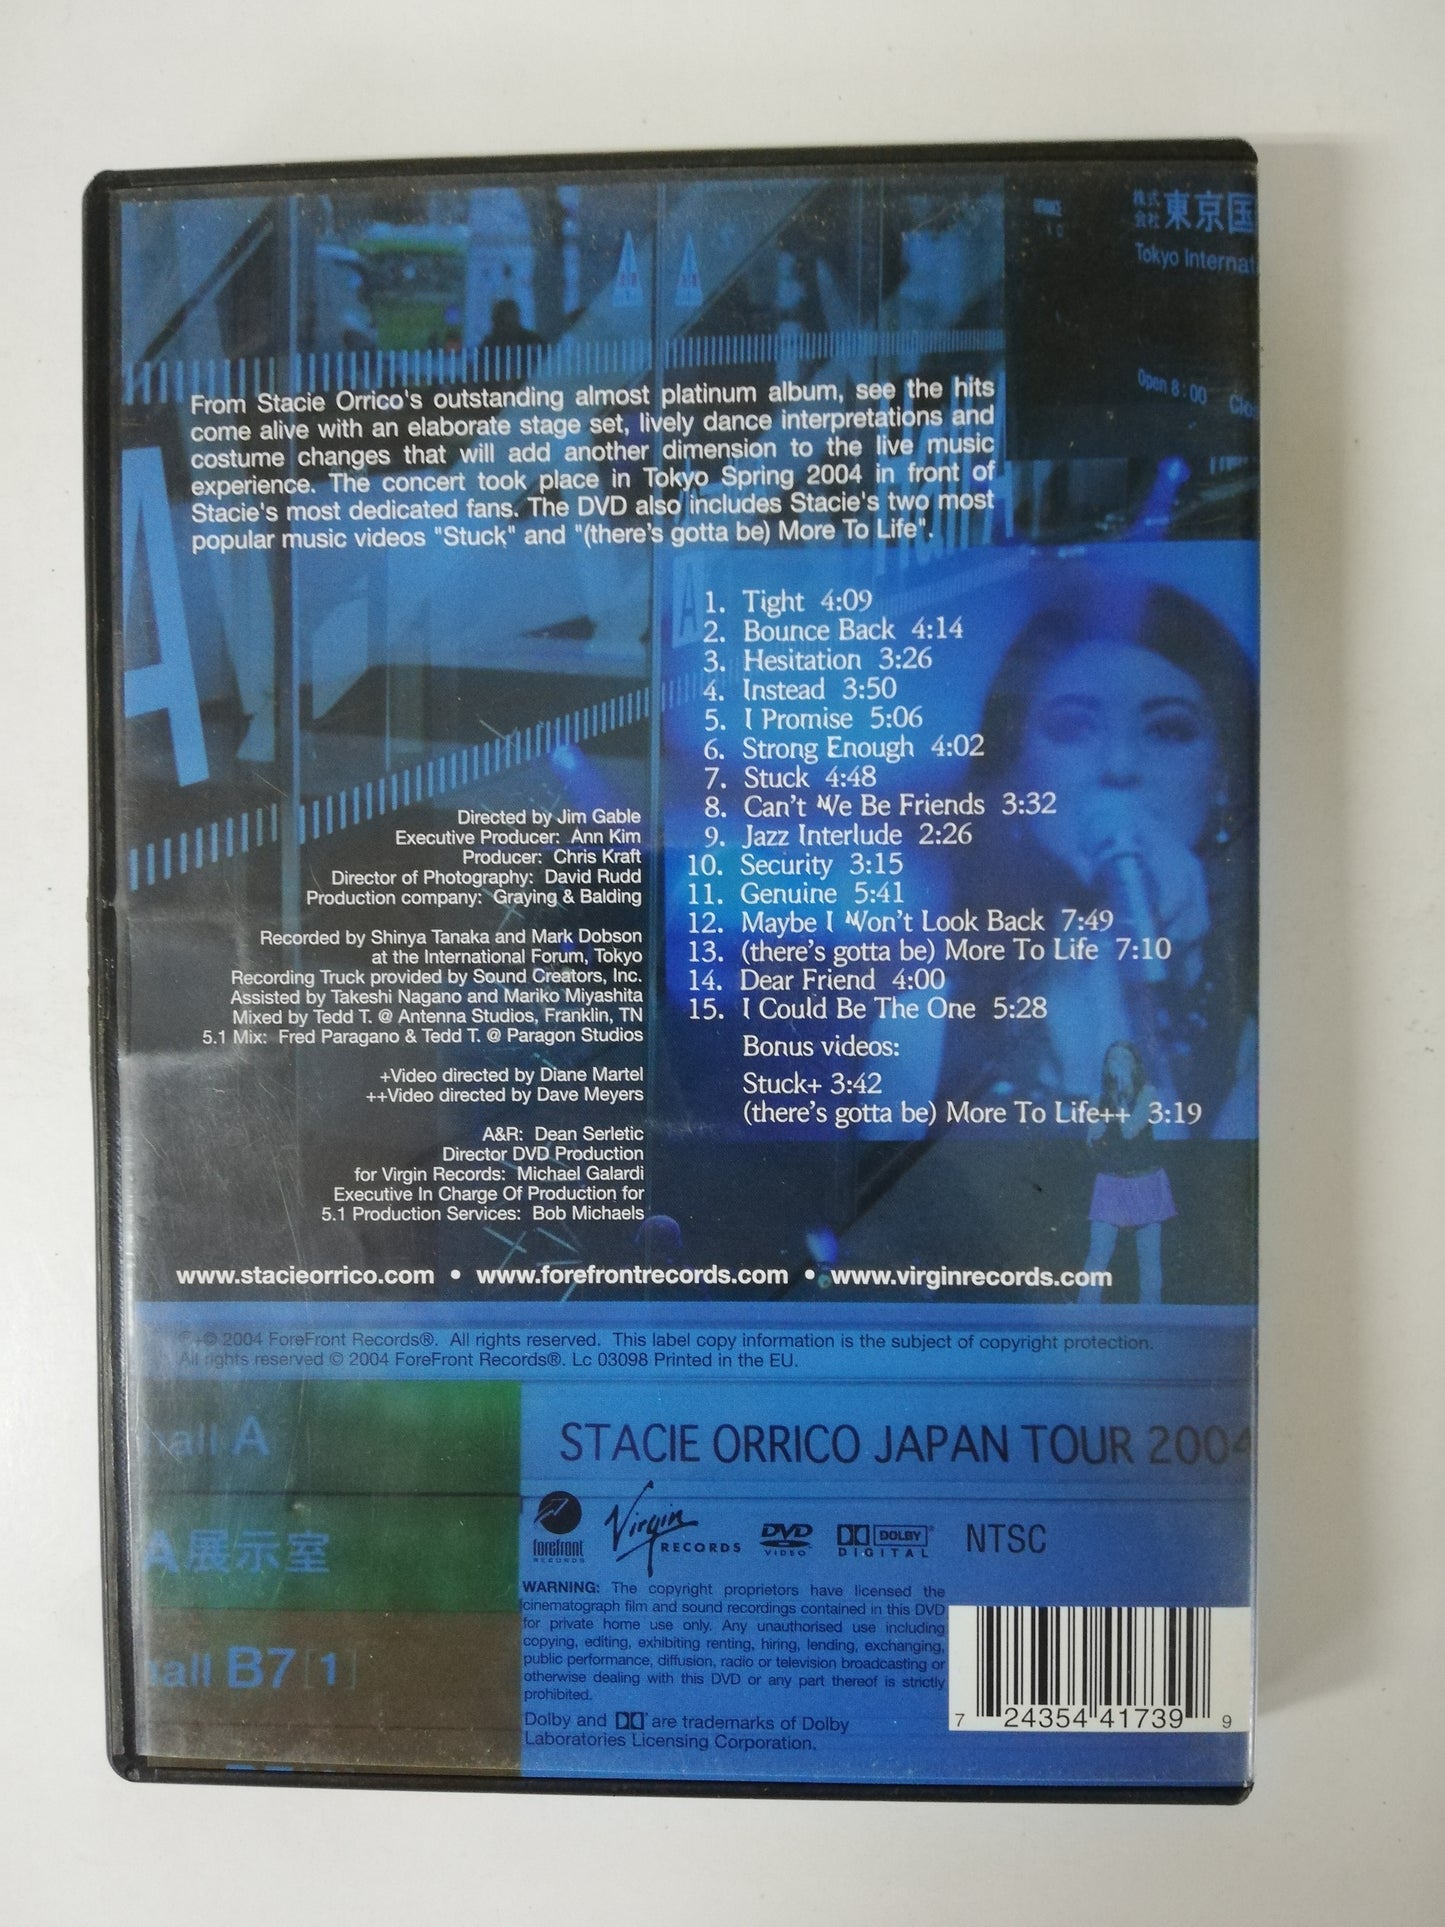 株式
会社 東京国
Tokyo Internat
Open 8:00 Clos
From Stacie Orrico's outstanding almost platinum album, see the hits
come alive with an elaborate stage set, lively dance interpretations and
costume changes that will add another dimension to the live music
experience. The concert took place in Tokyo Spring 2004 in front of
Stacie's most dedicated fans. The DVD also includes Stacie's two most
popular music videos "Stuck" and "(there's gotta be) More To Life".
1. Tight 4:09
2. Bounce Back 4:14
3. Hesitation 3:26
4. Instead 3:50
5. I Promise 5:06
6. Strong Enough 4:02
7. Stuck 4:48
8. Can't We Be Friends 3:32
9. Jazz Interlude 2:26
10. Security 3:15
11. Genuine 5:41
12. Maybe I Won't Look Back 7:49
13. (there's gotta be) More To Life 7:10
14. Dear Friend 4:00
15. I Could Be The One 5:28
Bonus videos:
Stuck+ 3:42
(there's gotta be) More To Life++ 3:19
Directed by Jim Gable
Executive Producer: Ann Kim
Producer: Chris Kraft
Director of Photography: David Rudd
Production company: Graying & Balding
Recorded by Shinya Tanaka and Mark Dobson
at the International Forum, Tokyo
Recording Truck provided by Sound Creators, Inc.
Assisted by Takeshi Nagano and Mariko Miyashita
Mixed by Tedd T. @ Antenna Studios, Franklin, TN
5.1 Mix: Fred Paragano & Tedd T. @ Paragon Studios
+Video directed by Diane Martel
++Video directed by Dave Meyers
A&R: Dean Serletic
Director DVD Production
for Virgin Records: Michael Galardi
Executive In Charge Of Production for
5.1 Production Services: Bob Michaels
www.stacieorrico.com • www.forefrontrecords.com • www.virginrecords.com
℗+© 2004 ForeFront Records®. All rights reserved. This label copy information is the subject of copyright protection.
All rights reserved © 2004 ForeFront Records®. Lc 03098 Printed in the EU.
hall A
A展示室
hall B7[1]
STACIE ORRICO JAPAN TOUR 2004
forefront RECORDS Virgin RECORDS DVD VIDEO DOLBY DIGITAL NTSC
WARNING: The copyright proprietors have licensed the
cinematograph film and sound recordings contained in this DVD
for private home use only. Any unauthorised use including
copying, editing, exhibiting renting, hiring, lending, exchanging,
public performance, diffusion, radio or television broadcasting or
otherwise dealing with this DVD or any part thereof is strictly
prohibited.
Dolby and are trademarks of Dolby
Laboratories Licensing Corporation.
7 24354 41739 9